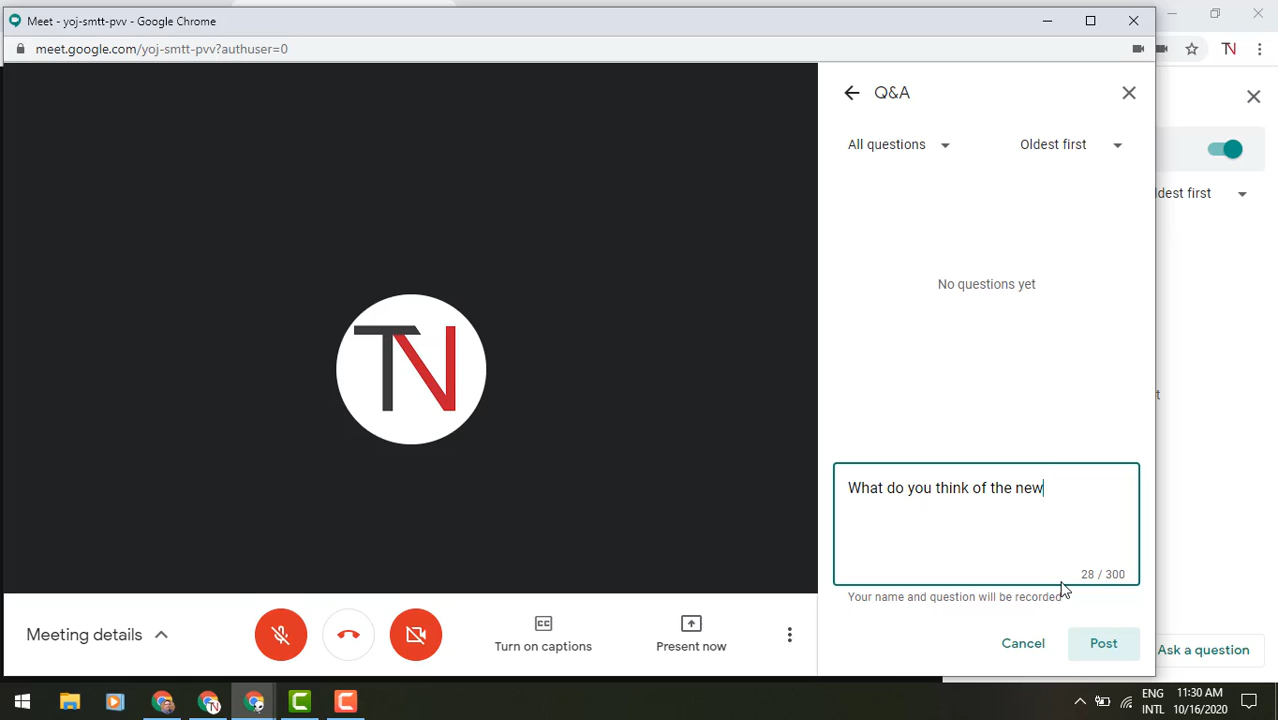 Meet - yoj-smtt-pvv - Google Chrome
meet.google.com/yoj-smtt-pvv?authuser=0
TN
Q&A
All questions
Oldest first
ldest first
No questions yet
TN
t
What do you think of the new
28 / 300
Your name and question will be recorded
Meeting details
Turn on captions
Present now
Cancel
Post
Ask a question
ENG
INTL
11:30 AM
10/16/2020